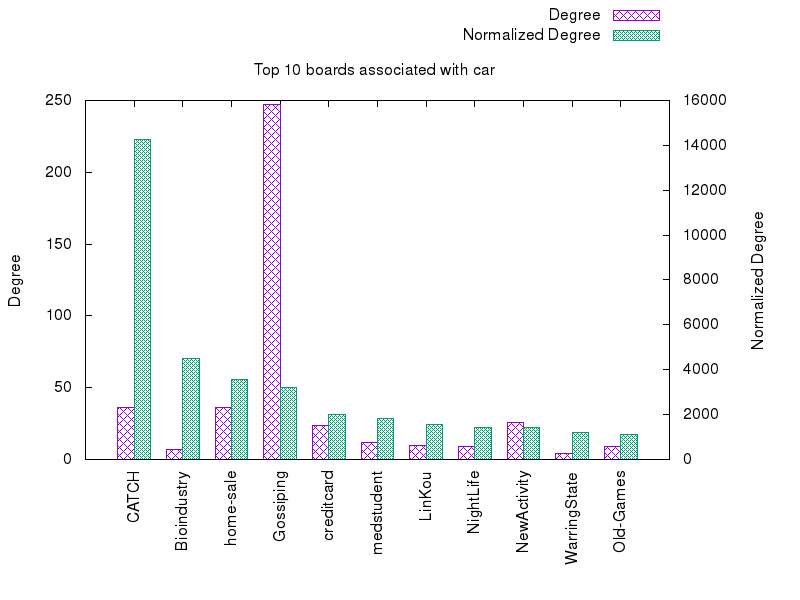 Degree
Normalized Degree
Top 10 boards associated with car
250
200
150
100
50
0
Degree
16000
14000
12000
10000
8000
6000
4000
2000
0
Normalized Degree
CATCH
Bioindustry
home-sale
Gossiping
creditcard
medstudent
LinKou
NightLife
NewActivity
WarringState
Old-Games